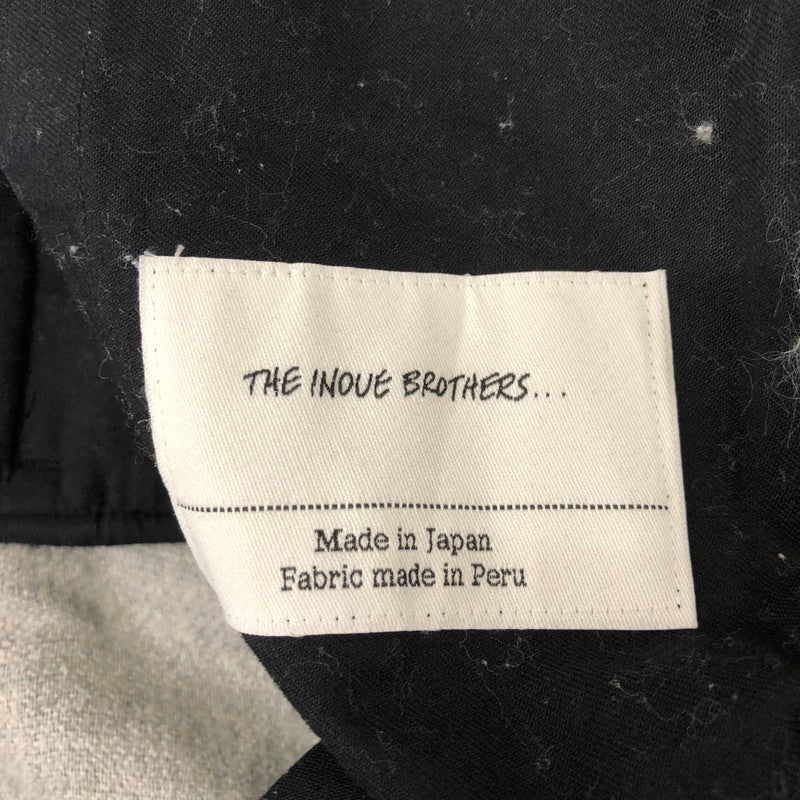 THE INOUE BROTHERS...
Made in Japan
Fabric made in Peru